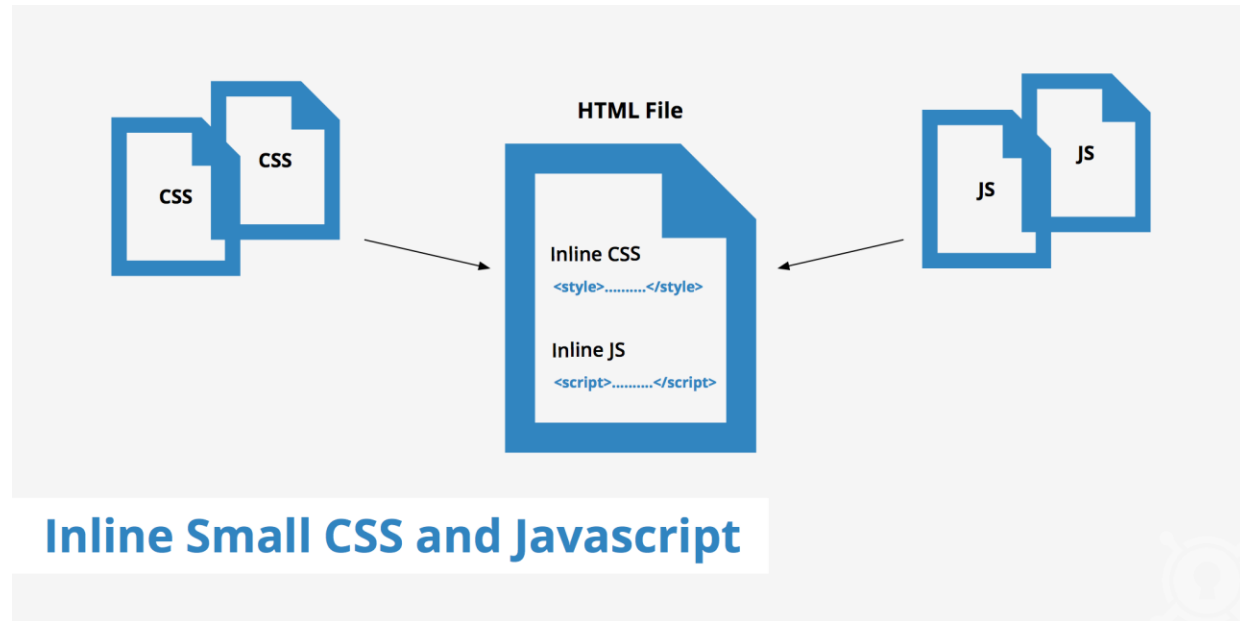 CSS
CSS
HTML File
Inline CSS
<style>..........</style>
Inline JS
<script>..........</script>
JS
JS
Inline Small CSS and Javascript